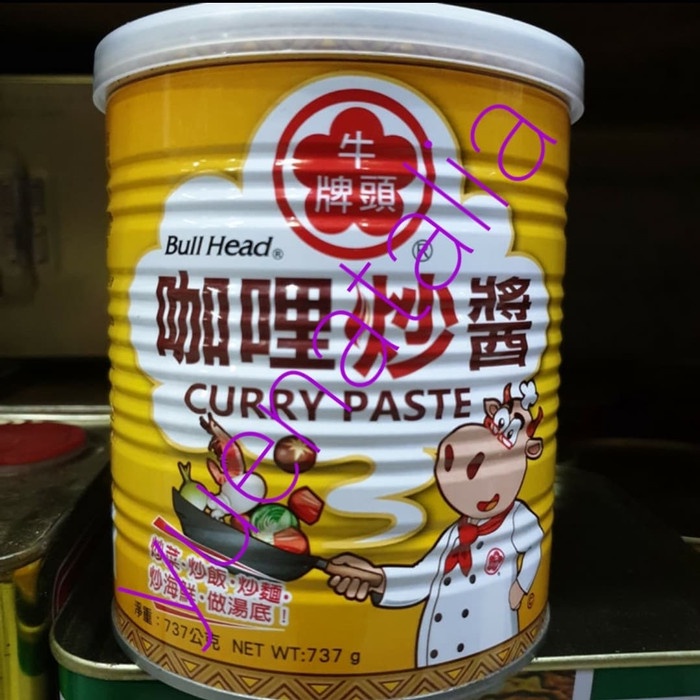 牛
牌頭
®
Bull Head®
咖哩炒醬
CURRY PASTE
炒菜·炒飯·炒麵·
炒海鮮·做湯底！
淨重：737公克 NET WT:737 g
yuenatalia